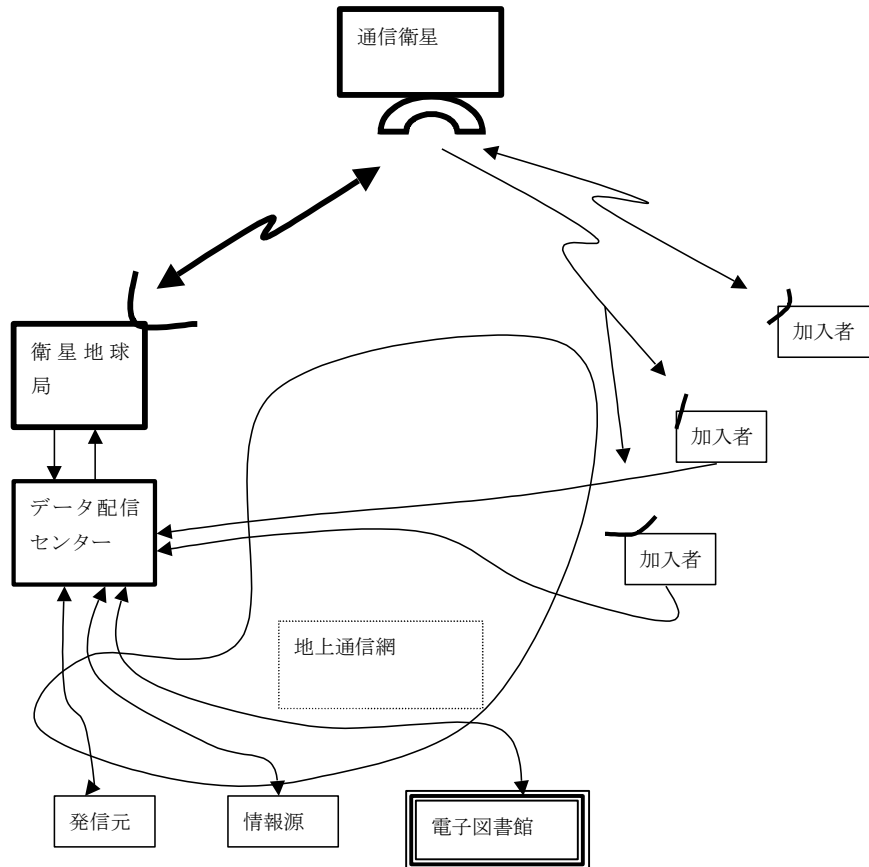 通信衛星
加入者
衛星地球
局
加入者
データ配信
センター
加入者
地上通信網
発信元
情報源
電子図書館